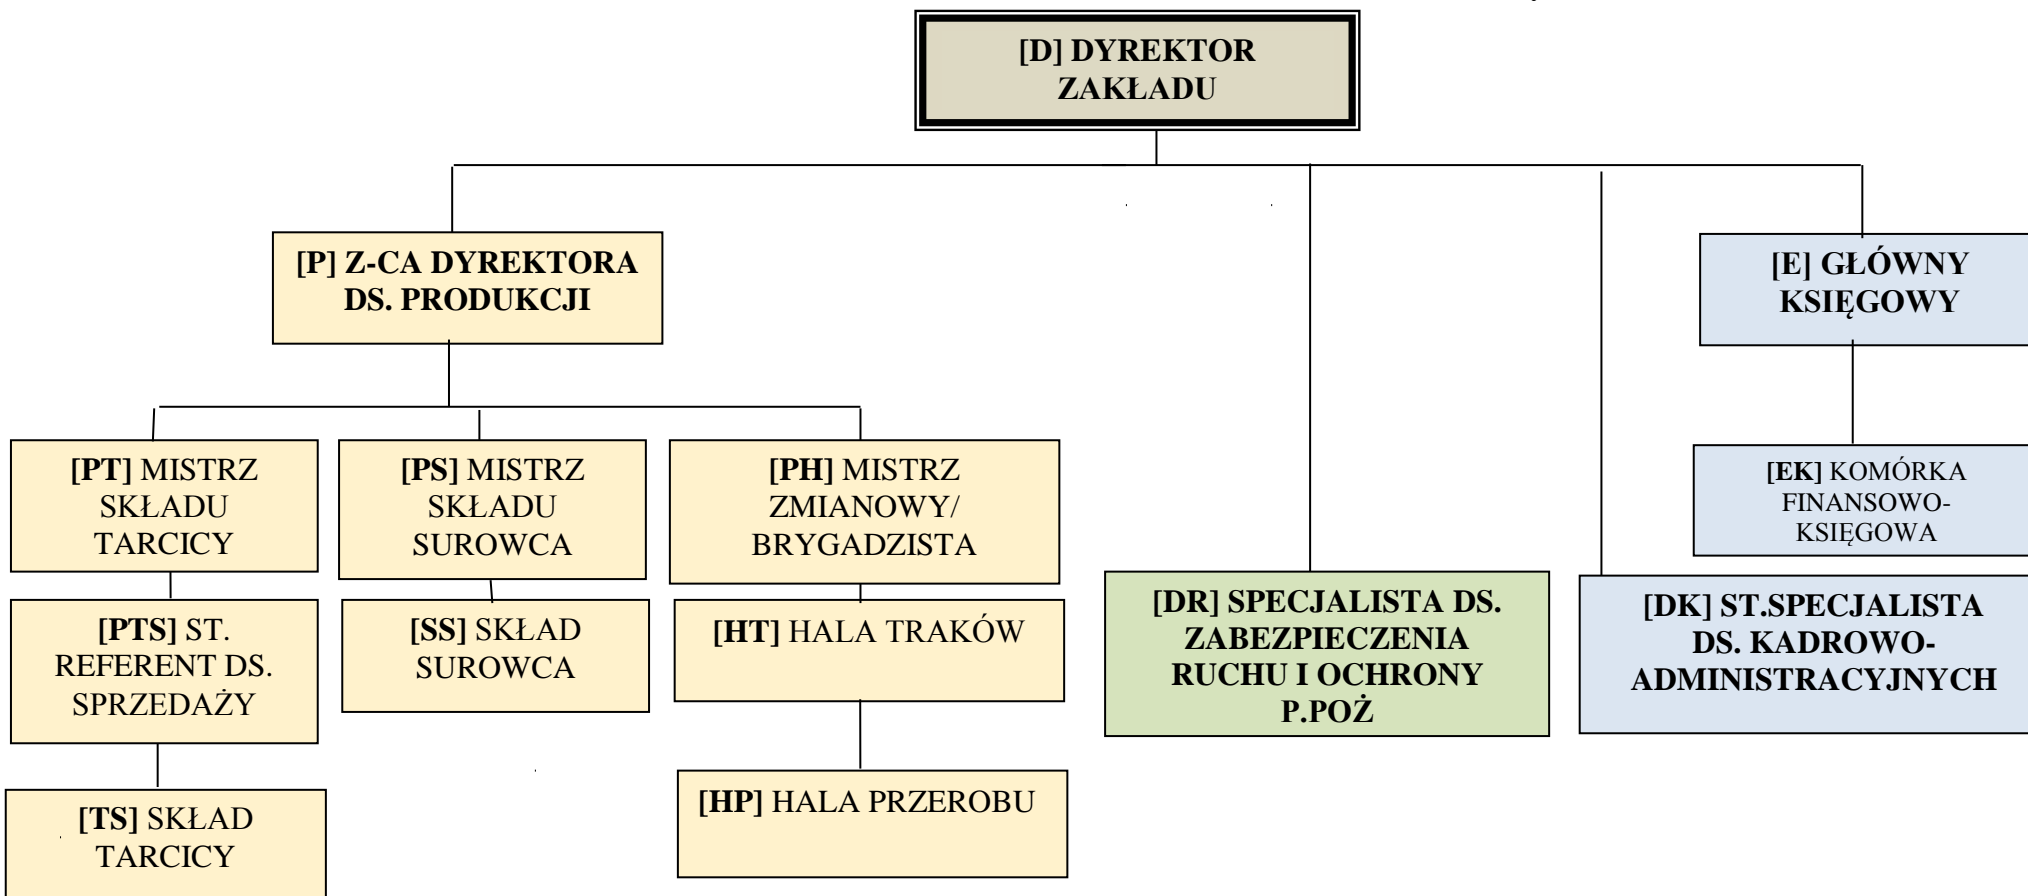 [D] DYREKTOR
ZAKŁADU
[P] Z-CA DYREKTORA
DS. PRODUKCJI
[E] GŁÓWNY
KSIĘGOWY
[PT] MISTRZ
SKŁADU
TARCICY
[PS] MISTRZ
SKŁADU
SUROWCA
[PH] MISTRZ
ZMIANOWY/
BRYGADZISTA
[EK] KOMÓRKA
FINANSOWO-
KSIĘGOWA
[PTS] ST.
REFERENT DS.
SPRZEDAŻY
[SS] SKŁAD
SUROWCA
[HT] HALA TRAKÓW
[DR] SPECJALISTA DS.
ZABEZPIECZENIA
RUCHU I OCHRONY
P.POŻ
[DK] ST.SPECJALISTA
DS. KADROWO-
ADMINISTRACYJNYCH
[TS] SKŁAD
TARCICY
[HP] HALA PRZEROBU